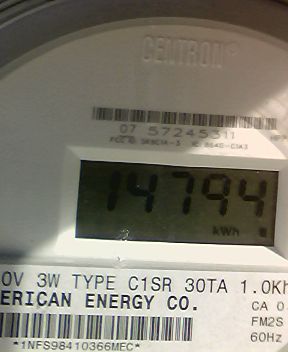 CENTRON®
07 57245311
14794
kWh
0V 3W TYPE C1SR 30TA 1.0Kh
ERICAN ENERGY CO. CA 0
FM2S
*1NFS98410366MEC* 60Hz